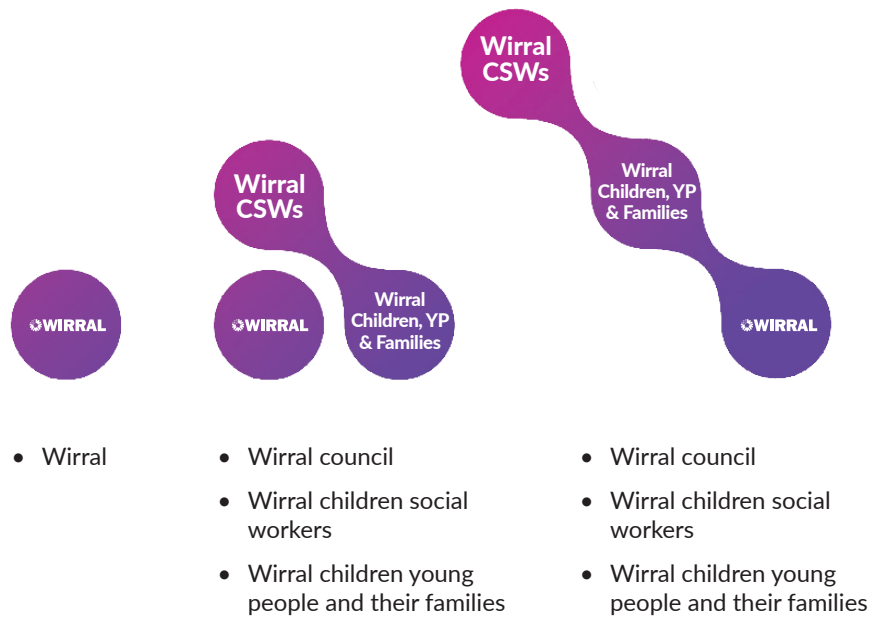 Wirral
CSWs
Wirral
Children, YP
& Families
WIRRAL
Wirral
CSWs
Wirral
Children, YP
& Families
WIRRAL
WIRRAL
• Wirral
• Wirral council
• Wirral children social
workers
• Wirral children young
people and their families
• Wirral council
• Wirral children social
workers
• Wirral children young
people and their families